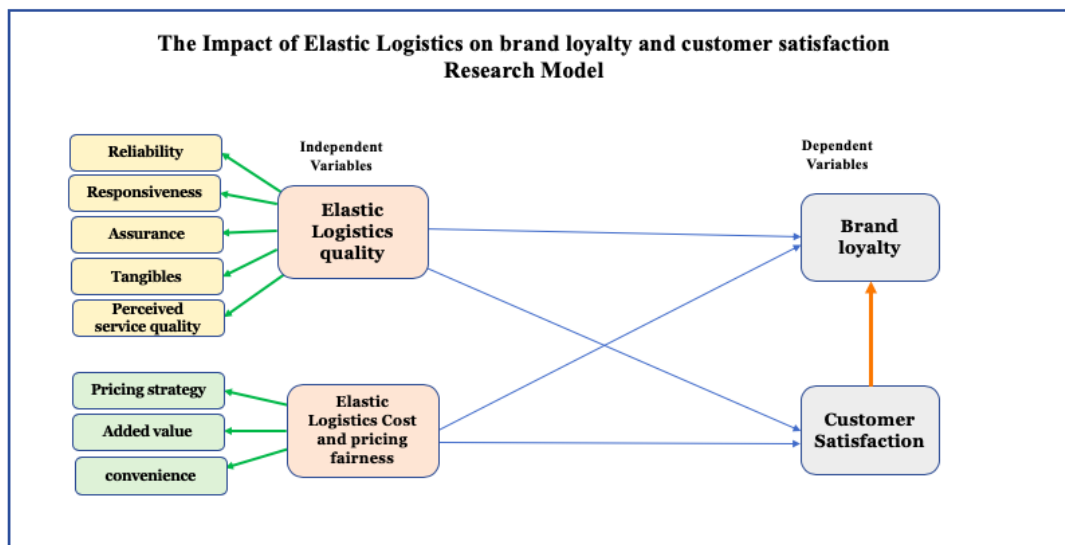 The Impact of Elastic Logistics on brand loyalty and customer satisfaction
Research Model
Independent
Variables
Dependent
Variables
Reliability
Responsiveness
Assurance
Tangibles
Perceived
service quality
Elastic
Logistics
quality
Brand
loyalty
Pricing strategy
Added value
convenience
Elastic
Logistics Cost
and pricing
fairness
Customer
Satisfaction